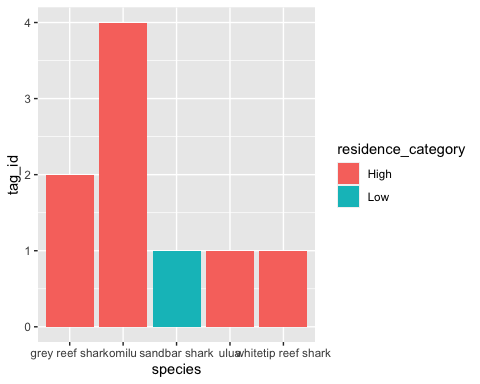 4
3
2
1
0
tag_id
grey reef shark omilu sandbar shark ulua whitetip reef shark
species
residence_category
High
Low